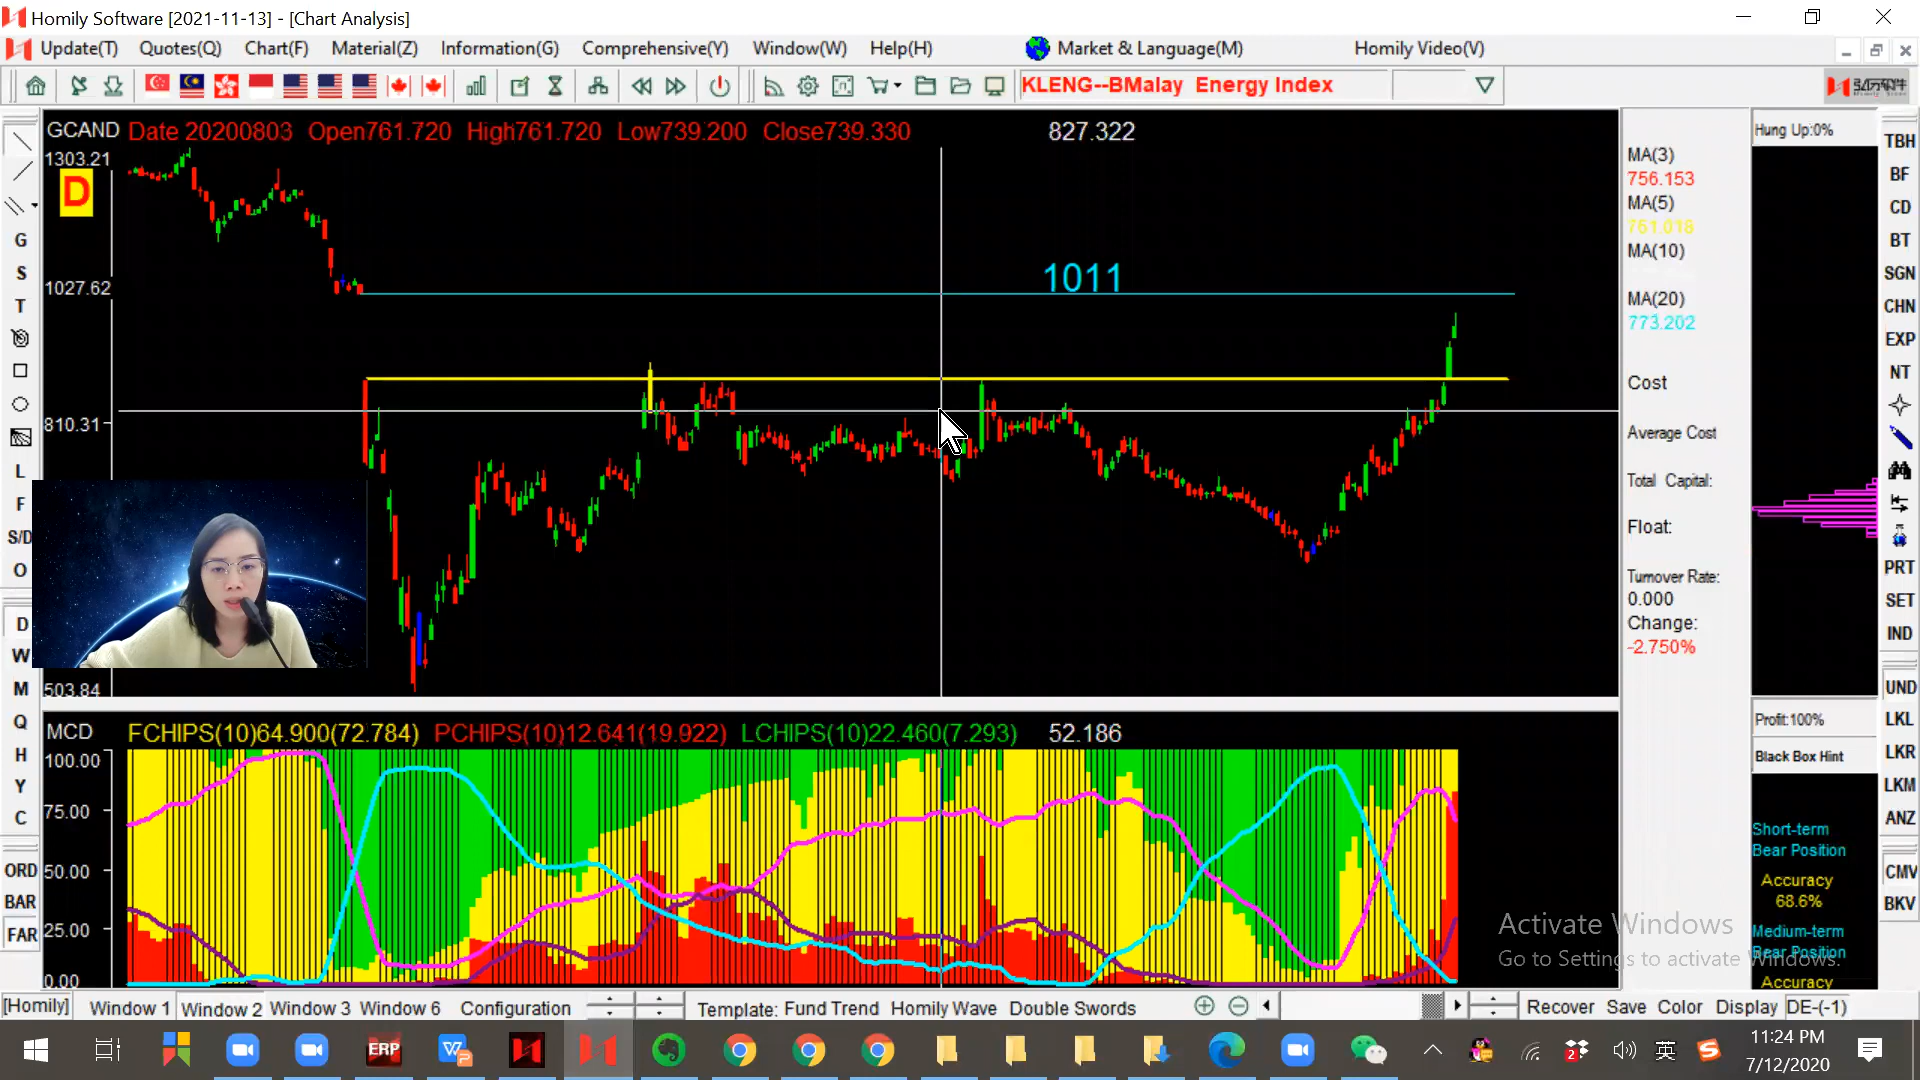 Homily Software [2021-11-13] - [Chart Analysis]
Update(T) Quotes(Q) Chart(F) Material(Z) Information(G) Comprehensive(Y) Window(W) Help(H) Market & Language(M) Homily Video(V)
KLENG--BMalay Energy Index
GCAND Date 20200803 Open761.720 High761.720 Low739.200 Close739.330 827.322
1303.21
D
1027.62
1011
810.31
503.84
MA(3)
756.153
MA(5)
761.018
MA(10)
MA(20)
773.202
Cost
Average Cost
Total Capital:
Float:
Turnover Rate:
0.000
Change:
-2.750%
Hung Up:0%
Profit:100%
Black Box Hint
Short-term
Bear Position
Accuracy
68.6%
Medium-term
Bear Position
Accuracy
G
S
T
L
F
S/D
O
D
W
M
Q
H
Y
C
ORD
BAR
FAR
TBH
BF
CD
BT
SGN
CHN
EXP
NT
PRT
SET
IND
UND
LKL
LKR
LKM
ANZ
CMV
BKV
MCD FCHIPS(10)64.900(72.784) PCHIPS(10)12.641(19.922) LCHIPS(10)22.460(7.293) 52.186
100.00
75.00
50.00
25.00
0.00
Activate Windows
Go to Settings to activate Windows.
[Homily] Window 1 Window 2 Window 3 Window 6 Configuration Template: Fund Trend Homily Wave Double Swords Recover Save Color Display DE-(-1)
ERP
2
英
11:24 PM
7/12/2020